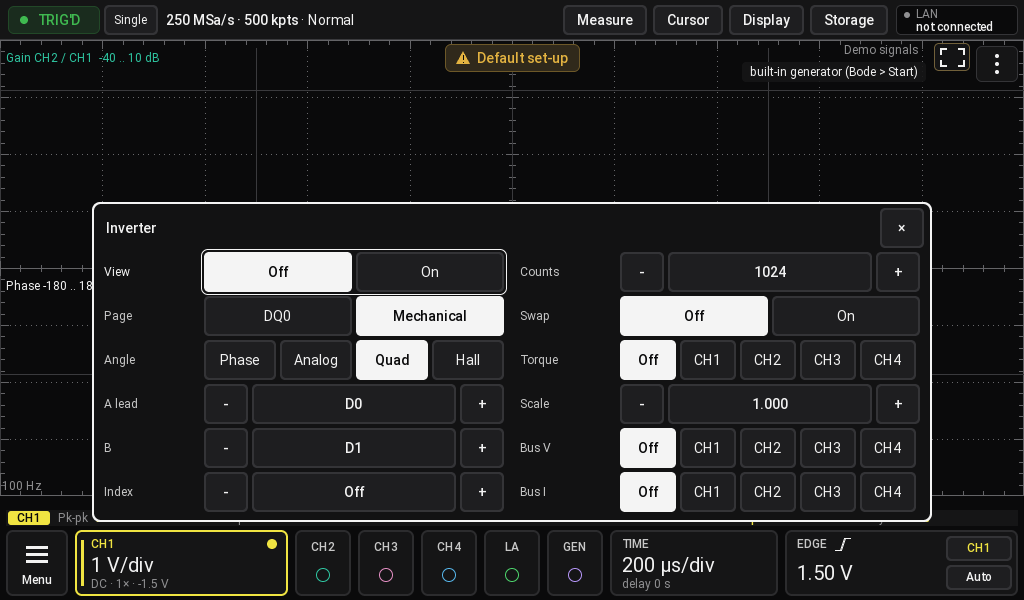 TRIG'D
Single
250 MSa/s · 500 kpts · Normal
Measure
Cursor
Display
Storage
LAN
not connected
Gain CH2 / CH1 -40 .. 10 dB
Default set-up
Demo signals
built-in generator (Bode > Start)
Inverter
×
View
Off
On
Counts
-
1024
+
Page
DQ0
Mechanical
Swap
Off
On
Phase -180 .. 18
Angle
Phase
Analog
Quad
Hall
Torque
Off
CH1
CH2
CH3
CH4
A lead
-
D0
+
Scale
-
1.000
+
B
-
D1
+
Bus V
Off
CH1
CH2
CH3
CH4
Index
-
Off
+
Bus I
Off
CH1
CH2
CH3
CH4
100 Hz
CH1
Pk-pk
Menu
CH1
1 V/div
DC · 1× · -1.5 V
CH2
CH3
CH4
LA
GEN
TIME
200 µs/div
delay 0 s
EDGE
1.50 V
CH1
Auto